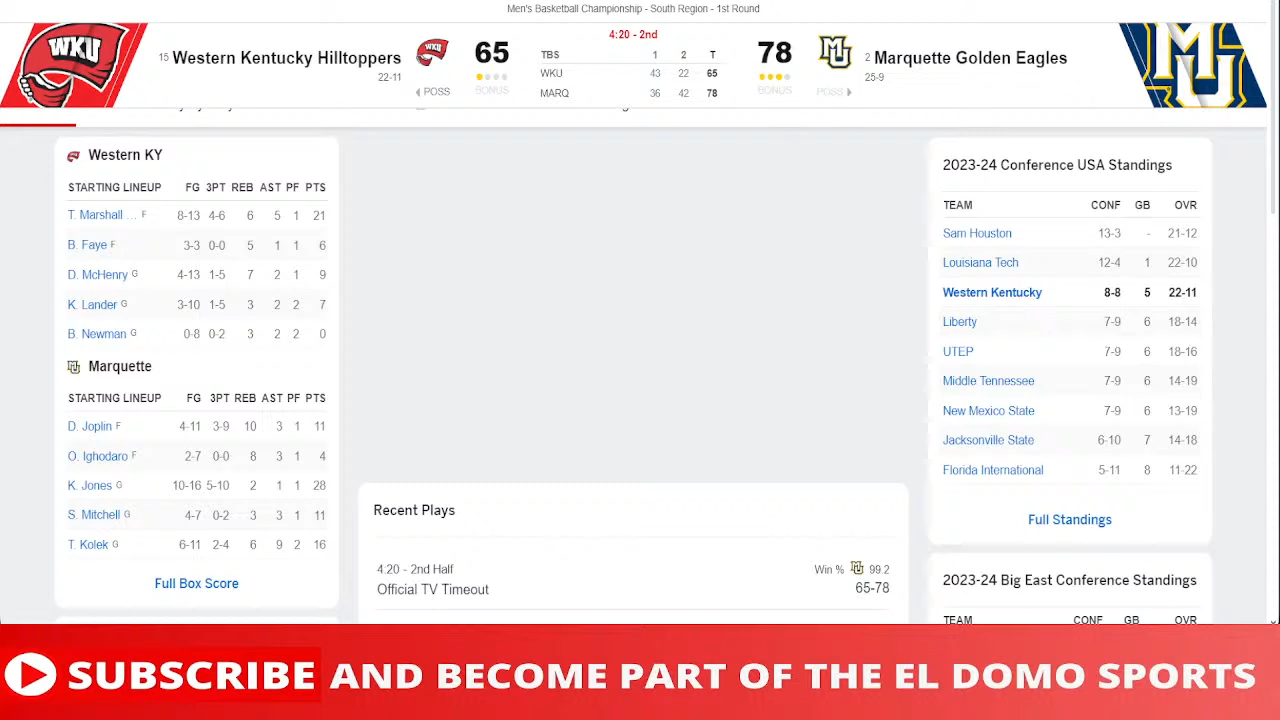 Men's Basketball Championship - South Region - 1st Round
15 Western Kentucky Hilltoppers
22-11
WKU
65
BONUS
POSS
4:20 - 2nd
TBS 1 2 T
WKU 43 22 65
MARQ 36 42 78
78
BONUS
POSS
2 Marquette Golden Eagles
25-9
Western KY
STARTING LINEUP FG 3PT REB AST PF PTS
T. Marshall ... F 8-13 4-6 6 5 1 21
B. Faye F 3-3 0-0 5 1 1 6
D. McHenry G 4-13 1-5 7 2 1 9
K. Lander G 3-10 1-5 3 2 2 7
B. Newman G 0-8 0-2 3 2 2 0
Marquette
STARTING LINEUP FG 3PT REB AST PF PTS
D. Joplin F 4-11 3-9 10 3 1 11
O. Ighodaro F 2-7 0-0 8 3 1 4
K. Jones G 10-16 5-10 2 1 1 28
S. Mitchell G 4-7 0-2 3 3 1 11
T. Kolek G 6-11 2-4 6 9 2 16
Full Box Score
Recent Plays
4:20 - 2nd Half
Official TV Timeout
Win % 99.2
65-78
2023-24 Conference USA Standings
TEAM CONF GB OVR
Sam Houston 13-3 - 21-12
Louisiana Tech 12-4 1 22-10
Western Kentucky 8-8 5 22-11
Liberty 7-9 6 18-14
UTEP 7-9 6 18-16
Middle Tennessee 7-9 6 14-19
New Mexico State 7-9 6 13-19
Jacksonville State 6-10 7 14-18
Florida International 5-11 8 11-22
Full Standings
2023-24 Big East Conference Standings
TEAM CONF GB OVR
SUBSCRIBE AND BECOME PART OF THE EL DOMO SPORTS